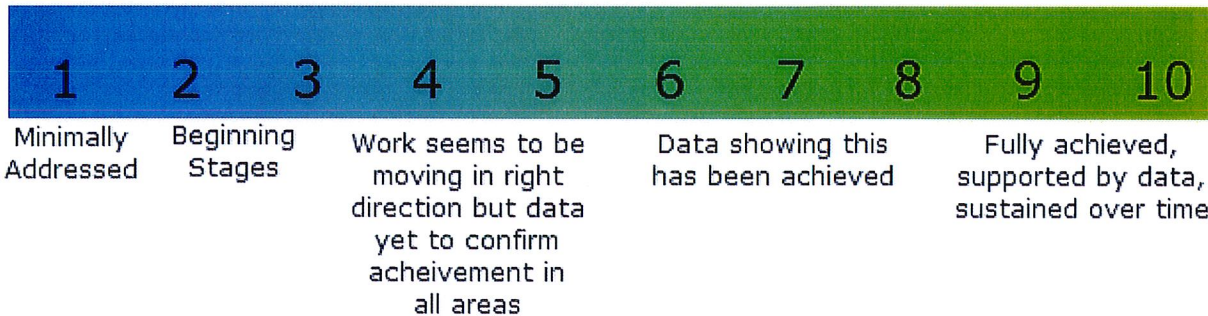 1 2 3 4 5 6 7 8 9 10
Minimally
Addressed
Beginning
Stages
Work seems to be
moving in right
direction but data
yet to confirm
acheivement in
all areas
Data showing this
has been achieved
Fully achieved,
supported by data,
sustained over time